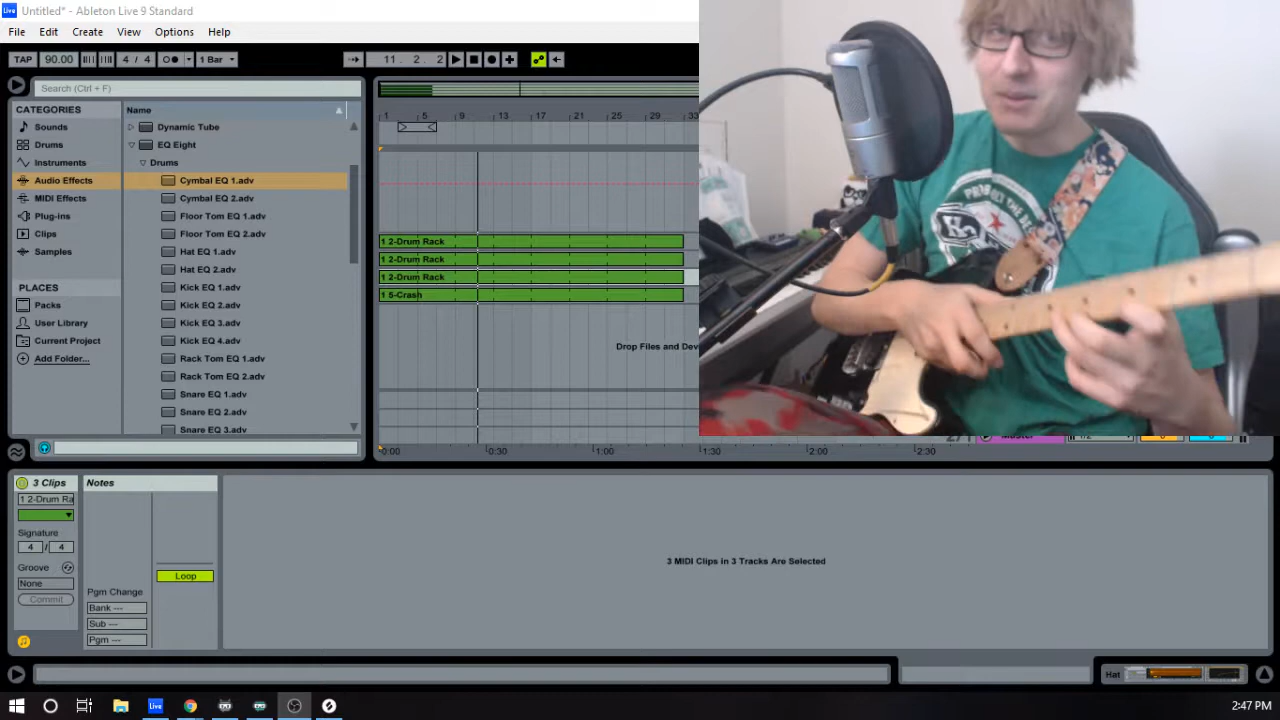 Untitled* - Ableton Live 9 Standard
File Edit Create View Options Help
TAP 90.00 4 / 4 1 Bar 11. 2. 2
Search (Ctrl + F)
CATEGORIES
Sounds
Drums
Instruments
Audio Effects
MIDI Effects
Plug-ins
Clips
Samples
PLACES
Packs
User Library
Current Project
Add Folder...
Name
Dynamic Tube
EQ Eight
Drums
Cymbal EQ 1.adv
Cymbal EQ 2.adv
Floor Tom EQ 1.adv
Floor Tom EQ 2.adv
Hat EQ 1.adv
Hat EQ 2.adv
Kick EQ 1.adv
Kick EQ 2.adv
Kick EQ 3.adv
Kick EQ 4.adv
Rack Tom EQ 1.adv
Rack Tom EQ 2.adv
Snare EQ 1.adv
Snare EQ 2.adv
Snare EQ 3.adv
1 5 9 13 17 21 25 29 33
1 2-Drum Rack
1 2-Drum Rack
1 2-Drum Rack
1 5-Crash
Drop Files and Dev
Master 1/2
0:00 0:30 1:00 1:30 2:00 2:30
3 Clips
1 2-Drum Ra
Signature
4 / 4
Groove
None
Commit
Notes
Loop
Pgm Change
Bank ---
Sub ---
Pgm ---
3 MIDI Clips in 3 Tracks Are Selected
Hat
Live
2:47 PM